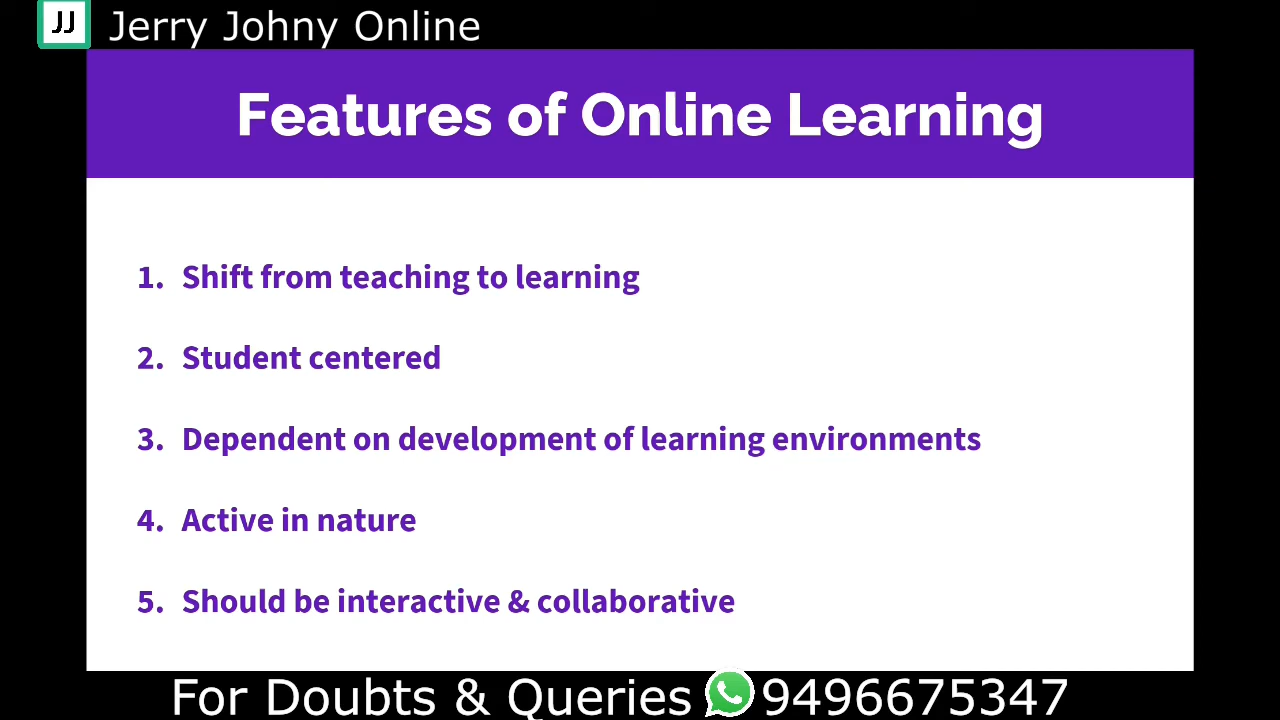 JJ Jerry Johny Online
Features of Online Learning
1. Shift from teaching to learning
2. Student centered
3. Dependent on development of learning environments
4. Active in nature
5. Should be interactive & collaborative
For Doubts & Queries 9496675347